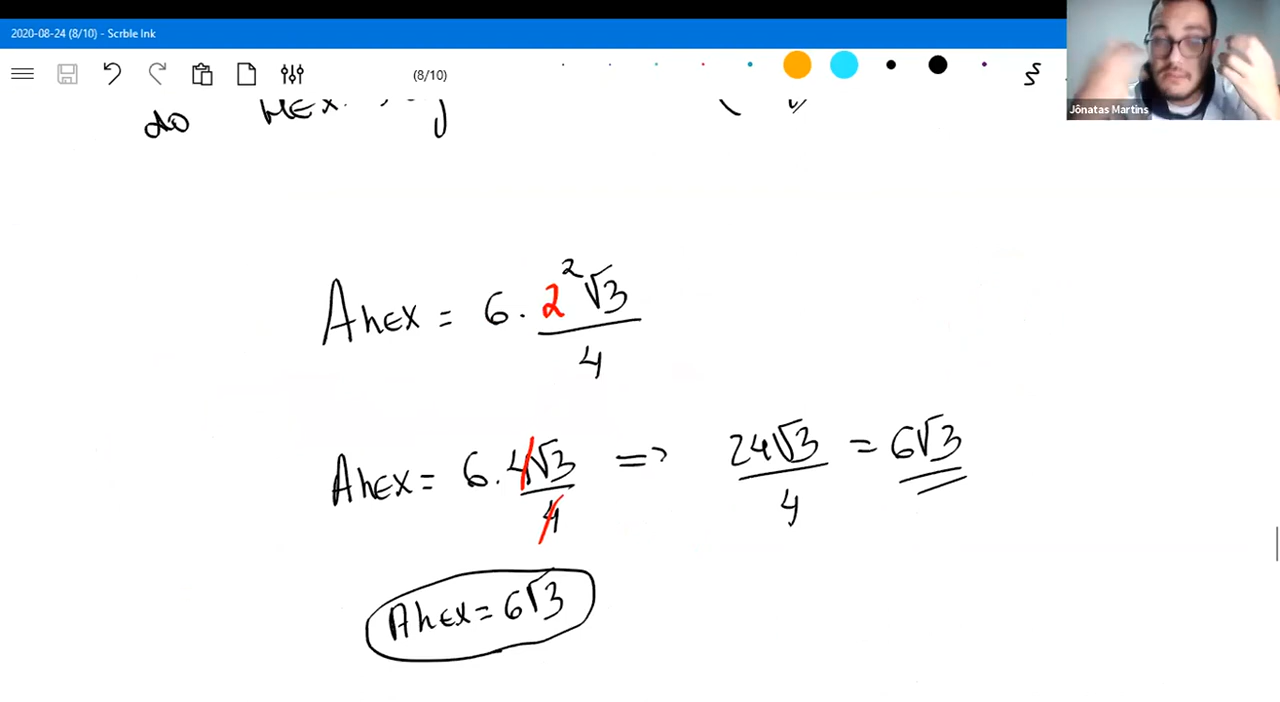 2020-08-24 (8/10) - Scrble Ink
(8/10)
Jônatas Martins
do
Ahex = 6 . 2² √3 / 4
Ahex = 6 . 4√3 / 4 => 24√3 / 4 = 6√3
Ahex = 6√3